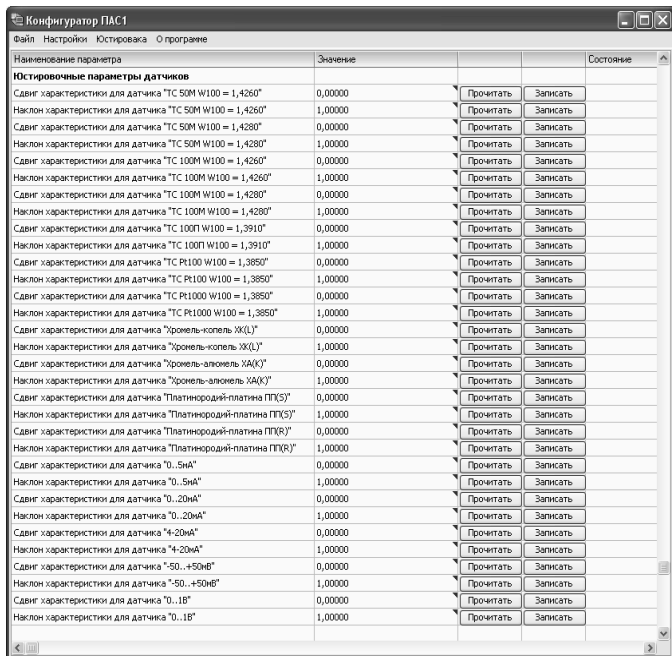 Конфигуратор ПАС1
Файл Настройки Юстировака О программе
Наименование параметра Значение Состояние
Юстировочные параметры датчиков
Сдвиг характеристики для датчика "ТС 50М W100 = 1,4260" 0,00000 Прочитать Записать
Наклон характеристики для датчика "ТС 50М W100 = 1,4260" 1,00000 Прочитать Записать
Сдвиг характеристики для датчика "ТС 50М W100 = 1,4280" 0,00000 Прочитать Записать
Наклон характеристики для датчика "ТС 50М W100 = 1,4280" 1,00000 Прочитать Записать
Сдвиг характеристики для датчика "ТС 100М W100 = 1,4260" 0,00000 Прочитать Записать
Наклон характеристики для датчика "ТС 100М W100 = 1,4260" 1,00000 Прочитать Записать
Сдвиг характеристики для датчика "ТС 100М W100 = 1,4280" 0,00000 Прочитать Записать
Наклон характеристики для датчика "ТС 100М W100 = 1,4280" 1,00000 Прочитать Записать
Сдвиг характеристики для датчика "ТС 100П W100 = 1,3910" 0,00000 Прочитать Записать
Наклон характеристики для датчика "ТС 100П W100 = 1,3910" 1,00000 Прочитать Записать
Сдвиг характеристики для датчика "ТС Pt100 W100 = 1.3850" 0,00000 Прочитать Записать
Наклон характеристики для датчика "ТС Pt100 W100 = 1,3850" 1,00000 Прочитать Записать
Сдвиг характеристики для датчика "ТС Pt1000 W100 = 1,3850" 0,00000 Прочитать Записать
Наклон характеристики для датчика "ТС Pt1000 W100 = 1,3850" 1,00000 Прочитать Записать
Сдвиг характеристики для датчика "Хромель-копель ХК(L)" 0,00000 Прочитать Записать
Наклон характеристики для датчика "Хромель-копель ХК(L)" 1,00000 Прочитать Записать
Сдвиг характеристики для датчика "Хромель-алюмель ХА(К)" 0,00000 Прочитать Записать
Наклон характеристики для датчика "Хромель-алюмель ХА(К)" 1,00000 Прочитать Записать
Сдвиг характеристики для датчика "Платинородий-платина ПП(S)" 0,00000 Прочитать Записать
Наклон характеристики для датчика "Платинородий-платина ПП(S)" 1,00000 Прочитать Записать
Сдвиг характеристики для датчика "Платинородий-платина ПП(R)" 0,00000 Прочитать Записать
Наклон характеристики для датчика "Платинородий-платина ПП(R)" 1,00000 Прочитать Записать
Сдвиг характеристики для датчика "0..5мА" 0,00000 Прочитать Записать
Наклон характеристики для датчика "0..5мА" 1,00000 Прочитать Записать
Сдвиг характеристики для датчика "0..20мА" 0,00000 Прочитать Записать
Наклон характеристики для датчика "0..20мА" 1,00000 Прочитать Записать
Сдвиг характеристики для датчика "4-20мА" 0,00000 Прочитать Записать
Наклон характеристики для датчика "4-20мА" 1,00000 Прочитать Записать
Сдвиг характеристики для датчика "-50..+50мВ" 0,00000 Прочитать Записать
Наклон характеристики для датчика "-50..+50мВ" 1,00000 Прочитать Записать
Сдвиг характеристики для датчика "0..1В" 0,00000 Прочитать Записать
Наклон характеристики для датчика "0..1В" 1,00000 Прочитать Записать